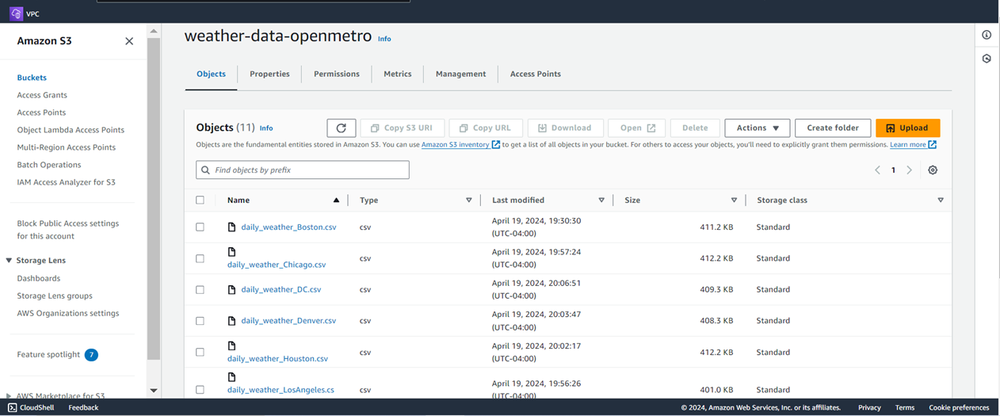 VPC
Amazon S3
Buckets
Access Grants
Access Points
Object Lambda Access Points
Multi-Region Access Points
Batch Operations
IAM Access Analyzer for S3
Block Public Access settings
for this account
Storage Lens
Dashboards
Storage Lens groups
AWS Organizations settings
Feature spotlight 7
AWS Marketplace for S3
weather-data-openmetro Info
Objects Properties Permissions Metrics Management Access Points
Objects (11) Info Copy S3 URI Copy URL Download Open Delete Actions Create folder Upload
Objects are the fundamental entities stored in Amazon S3. You can use Amazon S3 inventory to get a list of all objects in your bucket. For others to access your objects, you'll need to explicitly grant them permissions. Learn more
Find objects by prefix 1
Name Type Last modified Size Storage class
daily_weather_Boston.csv csv April 19, 2024, 19:30:30 (UTC-04:00) 411.2 KB Standard
daily_weather_Chicago.csv csv April 19, 2024, 19:57:24 (UTC-04:00) 412.2 KB Standard
daily_weather_DC.csv csv April 19, 2024, 20:06:51 (UTC-04:00) 409.3 KB Standard
daily_weather_Denver.csv csv April 19, 2024, 20:03:47 (UTC-04:00) 408.3 KB Standard
daily_weather_Houston.csv csv April 19, 2024, 20:02:17 (UTC-04:00) 412.2 KB Standard
daily_weather_LosAngeles.cs csv April 19, 2024, 19:56:26 (UTC-04:00) 401.0 KB Standard
CloudShell Feedback © 2024, Amazon Web Services, Inc. or its affiliates. Privacy Terms Cookie preferences